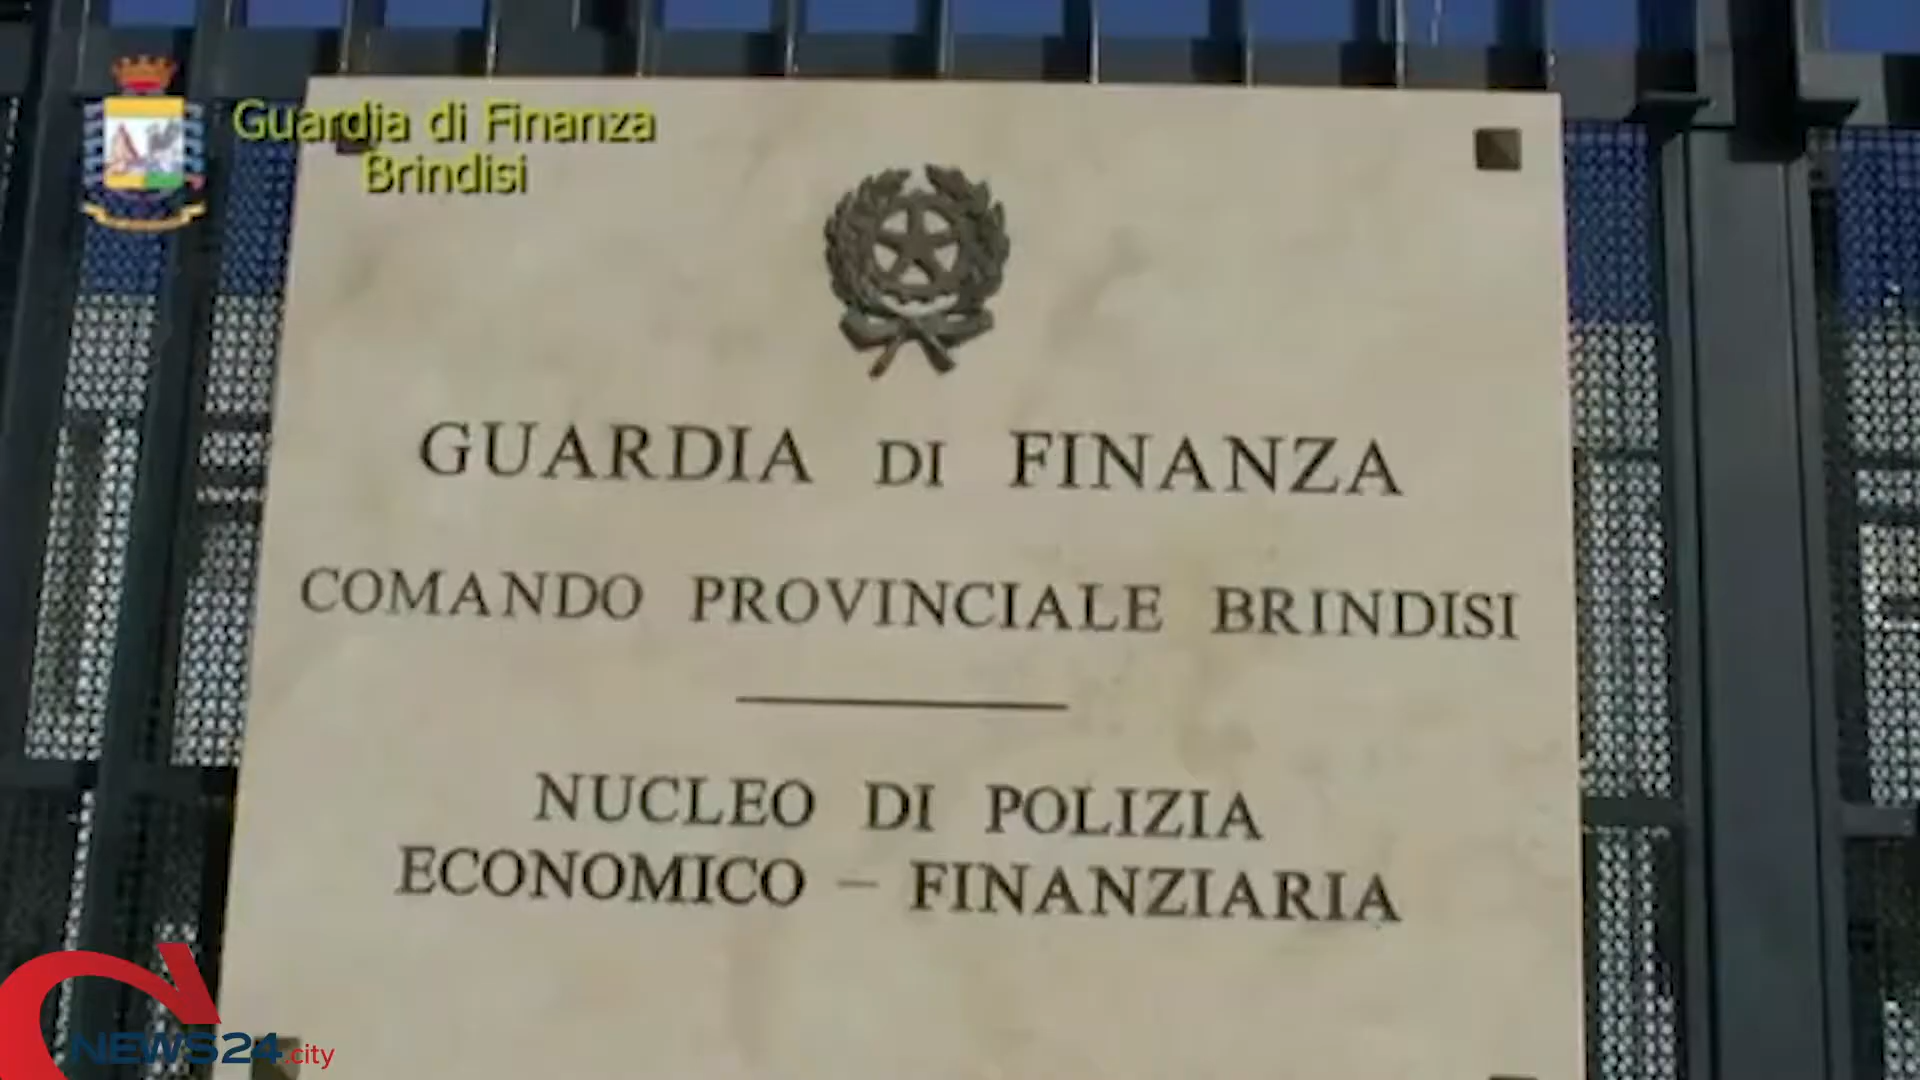 Guardia di Finanza
Brindisi
GUARDIA DI FINANZA
COMANDO PROVINCIALE BRINDISI
NUCLEO DI POLIZIA
ECONOMICO – FINANZIARIA
NEWS24.city